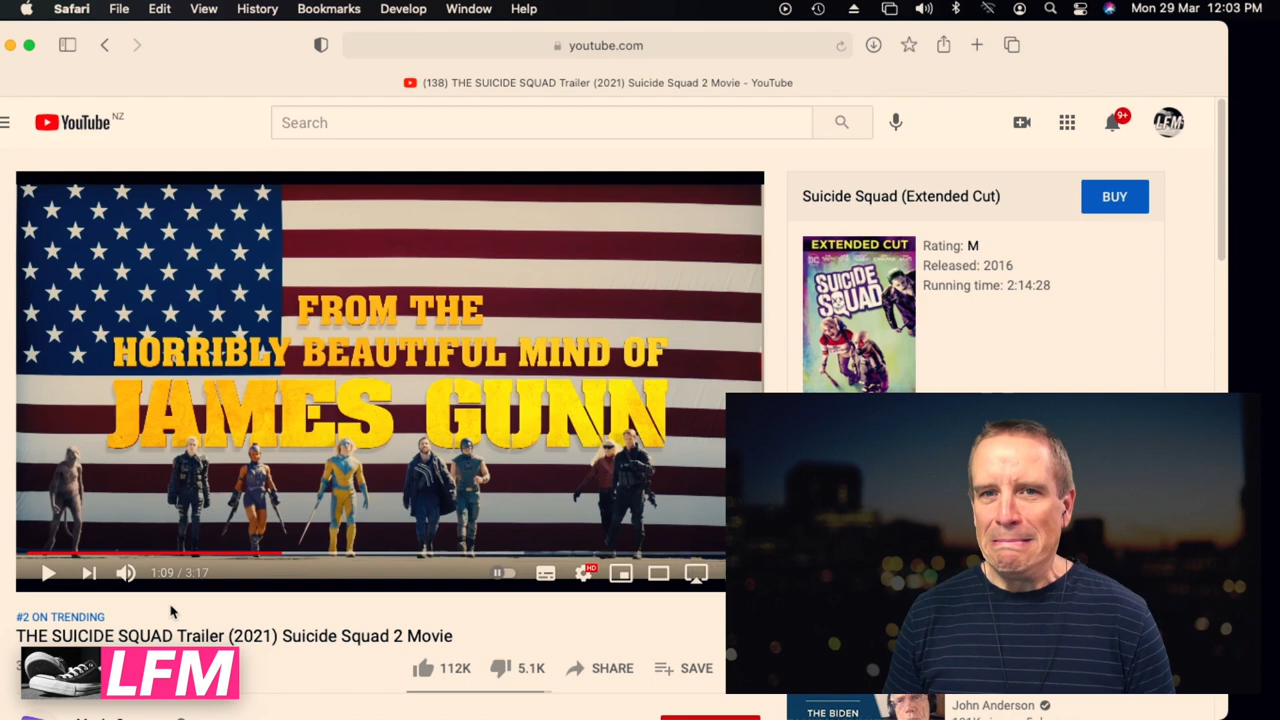 Safari File Edit View History Bookmarks Develop Window Help Mon 29 Mar 12:03 PM
youtube.com
(138) THE SUICIDE SQUAD Trailer (2021) Suicide Squad 2 Movie - YouTube
YouTube NZ
Search
9+
LFM
FROM THE
HORRIBLY BEAUTIFUL MIND OF
JAMES GUNN
1:09 / 3:17
HD
#2 ON TRENDING
THE SUICIDE SQUAD Trailer (2021) Suicide Squad 2 Movie
112K 5.1K SHARE SAVE
LFM
Suicide Squad (Extended Cut) BUY
EXTENDED CUT
SUICIDE
SQUAD
Rating: M
Released: 2016
Running time: 2:14:28
THE BIDEN
John Anderson